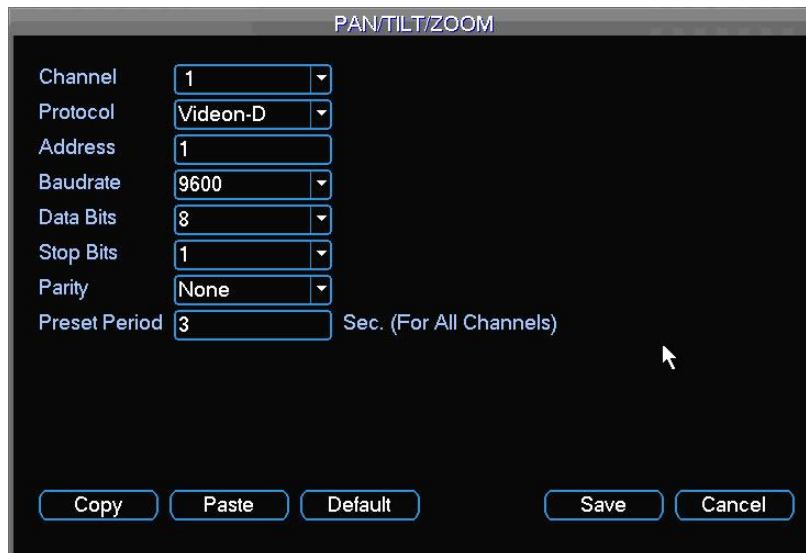 PAN/TILT/ZOOM
Channel 1
Protocol Videon-D
Address 1
Baudrate 9600
Data Bits 8
Stop Bits 1
Parity None
Preset Period 3 Sec. (For All Channels)
Copy Paste Default Save Cancel